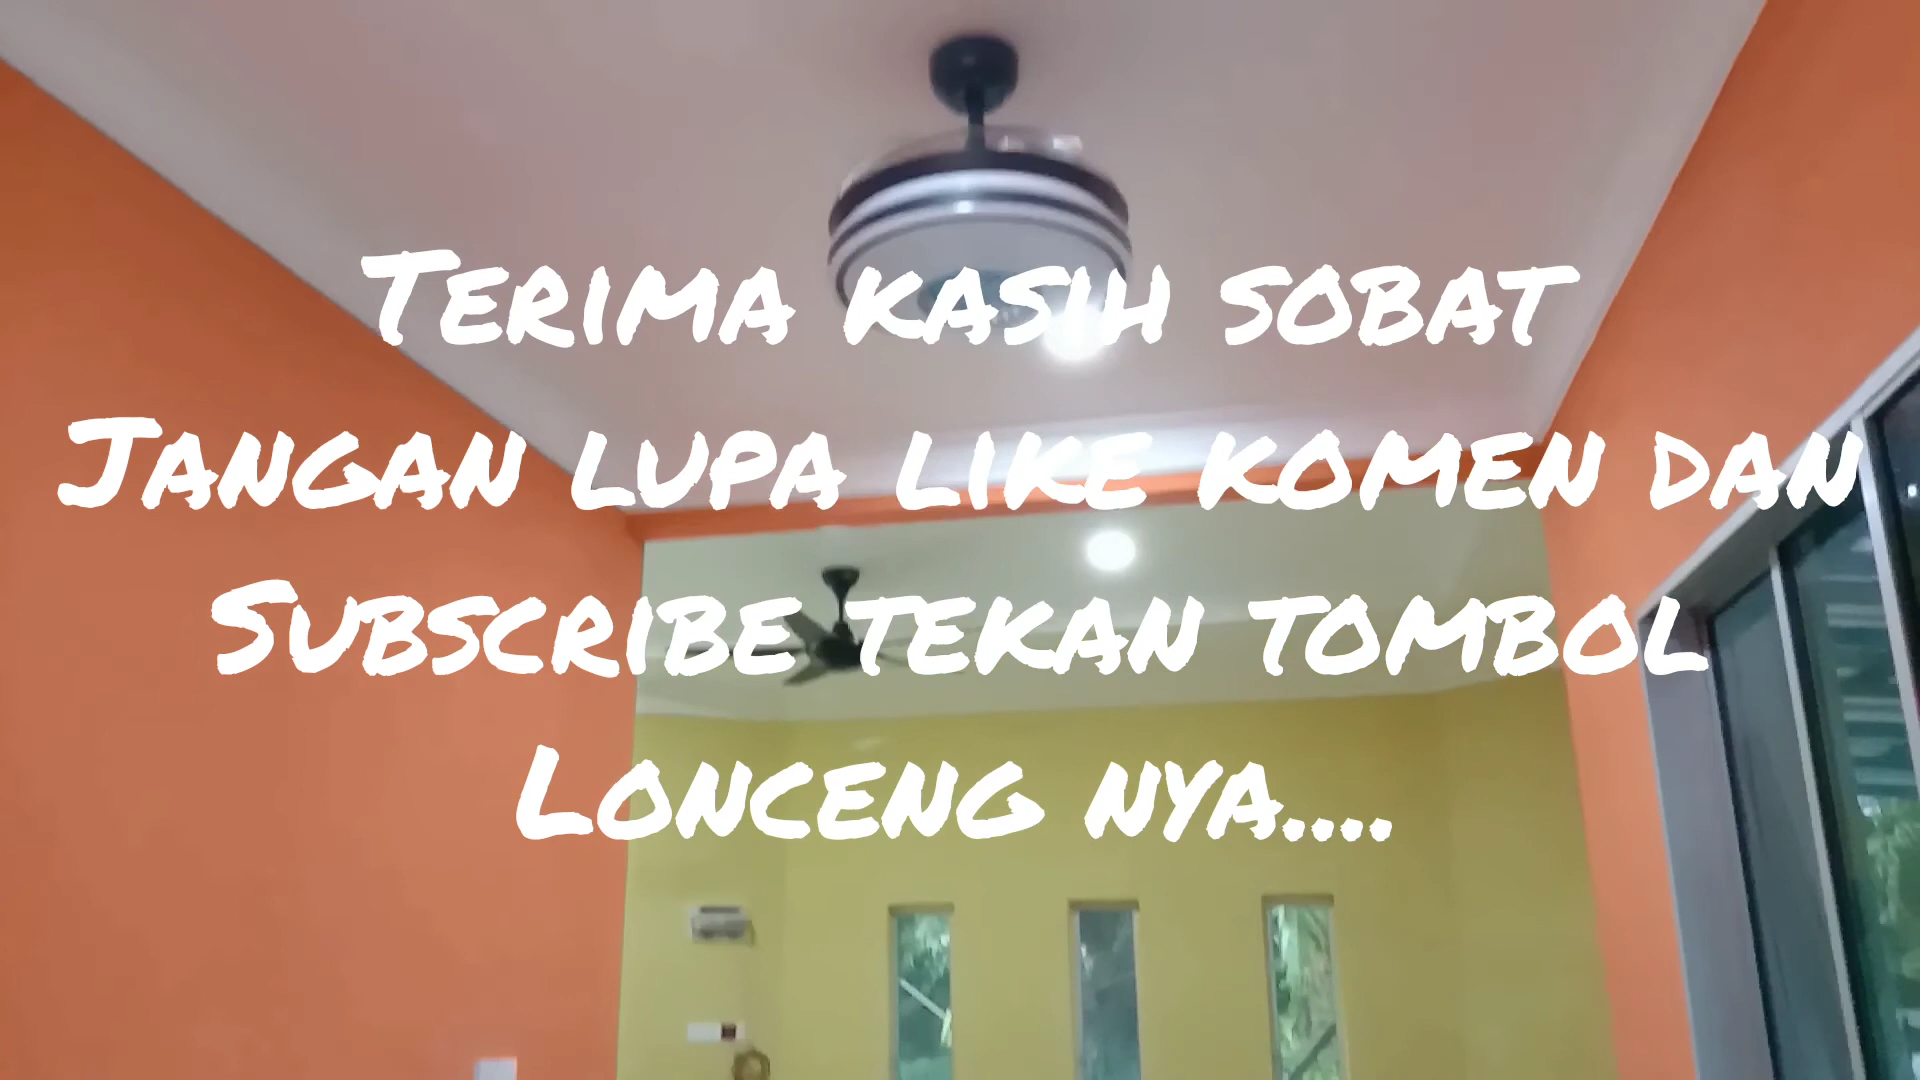 Terima kasih sobat
Jangan lupa like komen dan
Subscribe tekan tombol
Lonceng nya....